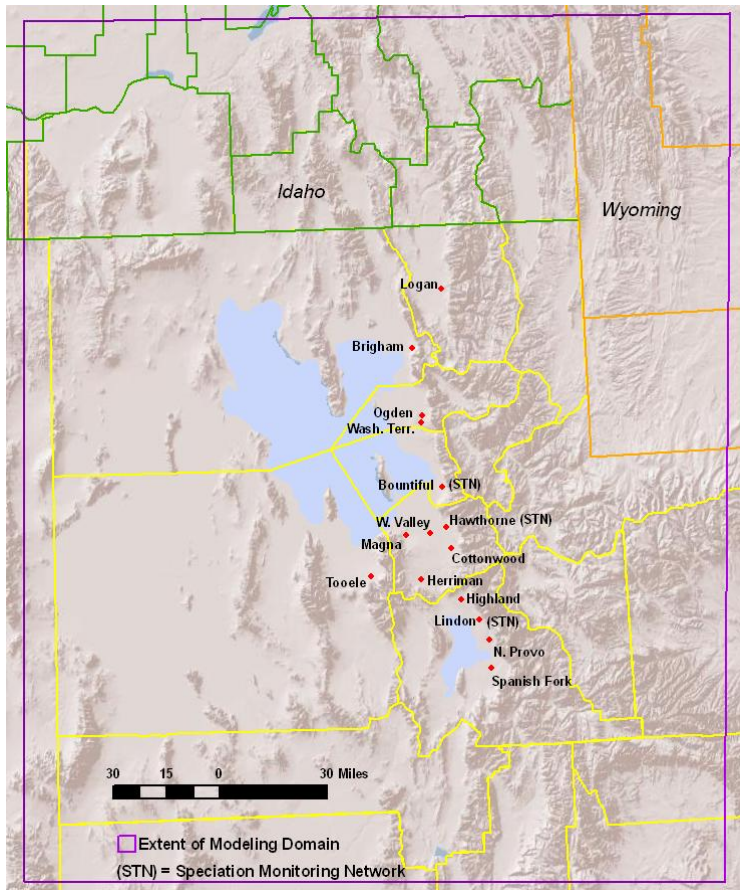 Idaho
Wyoming
Logan
Brigham
Ogden
Wash. Terr.
Bountiful (STN)
W. Valley
Hawthorne (STN)
Magna
Cottonwood
Tooele
Herriman
Highland
Lindon (STN)
N. Provo
Spanish Fork
30 15 0 30 Miles
Extent of Modeling Domain
(STN) = Speciation Monitoring Network